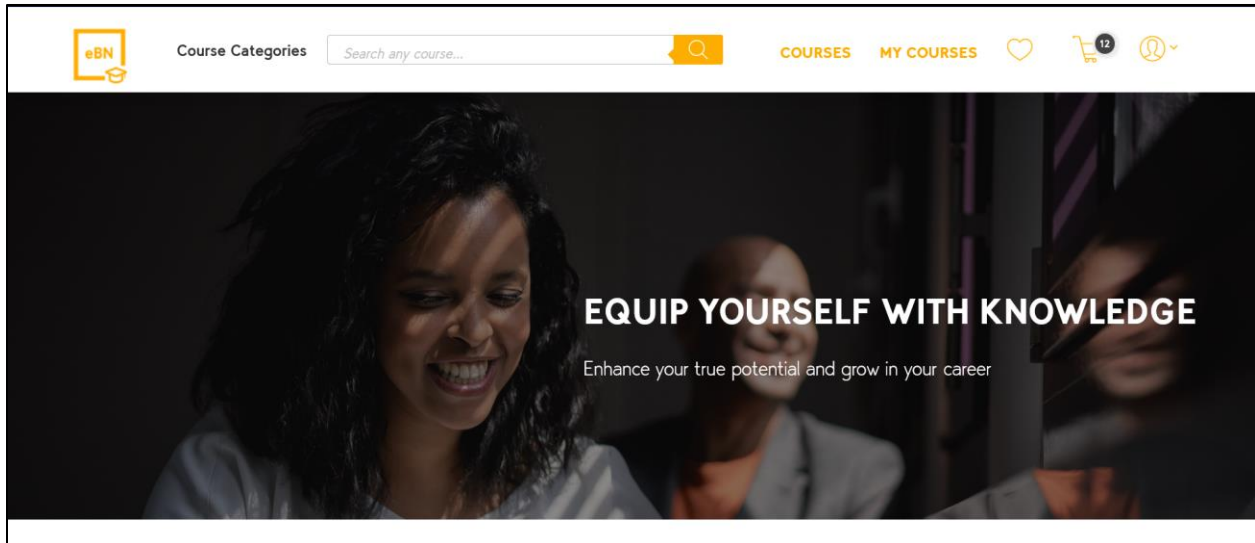 eBN
Course Categories
Search any course...
COURSES
MY COURSES
12
EQUIP YOURSELF WITH KNOWLEDGE
Enhance your true potential and grow in your career